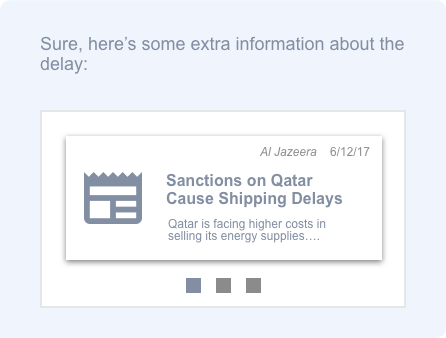 Sure, here’s some extra information about the
delay:
Al Jazeera 6/12/17
Sanctions on Qatar
Cause Shipping Delays
Qatar is facing higher costs in
selling its energy supplies….